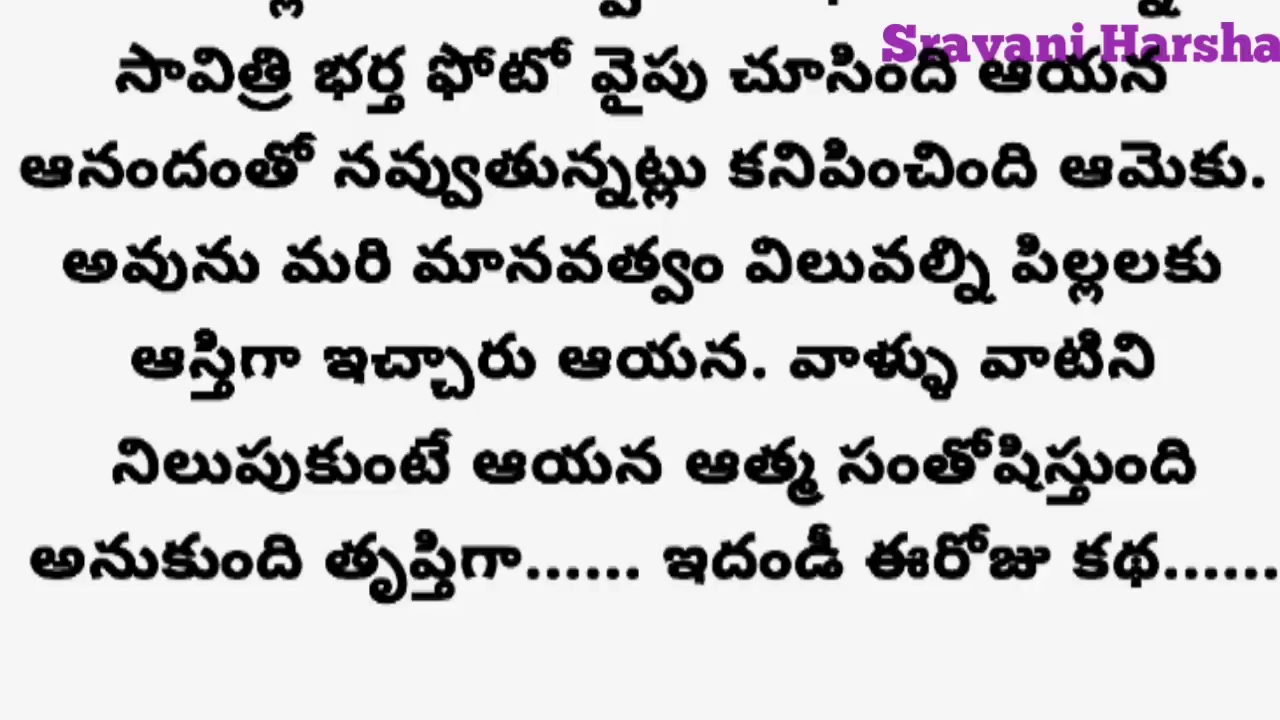 Sravani Harsha
సావిత్రి భర్త ఫోటో వైపు చూసింది ఆయన
ఆనందంతో నవ్వుతున్నట్లు కనిపించింది ఆమెకు.
అవును మరి మానవత్వం విలువల్ని పిల్లలకు
ఆస్తిగా ఇచ్చారు ఆయన. వాళ్ళు వాటిని
నిలుపుకుంటే ఆయన ఆత్మ సంతోషిస్తుంది
అనుకుంది తృప్తిగా...... ఇదండీ ఈరోజు కథ......